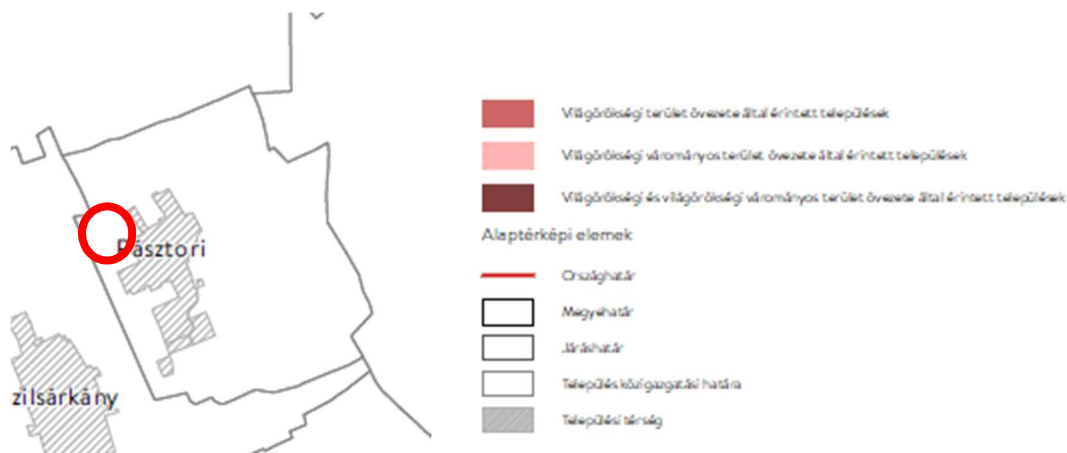 Pásztori
zilsárkány
Világörökségi terület övezete által érintett települések
Világörökségi várományos terület övezete által érintett települések
Világörökségi és világörökségi várományos terület övezete által érintett települések
Alaptérképi elemek
Országhatár
Megyehatár
Járáshatár
Település közigazgatási határa
Települési térség